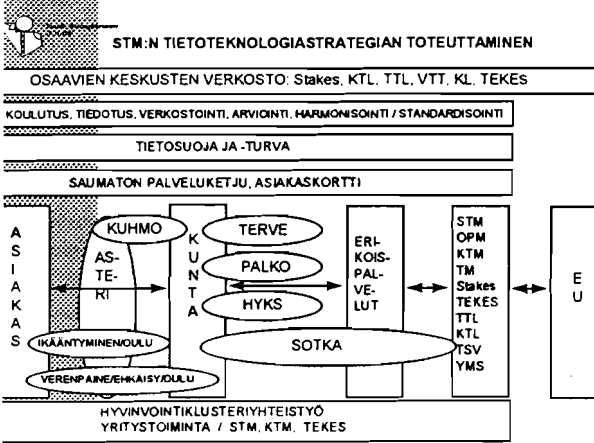 STM:N TIETOTEKNOLOGIASTRATEGIAN TOTEUTTAMINEN
OSAAVIEN KESKUSTEN VERKOSTO: Stakes, KTL, TTL, VTT, KL, TEKES
KOULUTUS, TIEDOTUS, VERKOSTOINTI, ARVIOINTI, HARMONISOINTI / STANDARDISOINTI
TIETOSUOJA JA -TURVA
SAUMATON PALVELUKETJU, ASIAKASKORTTI
ASIAKAS
KUHMO
AS-
TE-
RI
KUNTA
TERVE
PALKO
HYKS
ERI-
KOIS-
PAL-
VE-
LUT
STM
OPM
KTM
TM
Stakes
TEKES
TTL
KTL
TSV
YMS
EU
IKÄÄNTYMINEN/OULU
SOTKA
VERENPAINE/EHKAISY/OULU
HYVINVOINTIKLUSTERIYHTEISTYÖ
YRITYSTOIMINTA / STM, KTM, TEKES